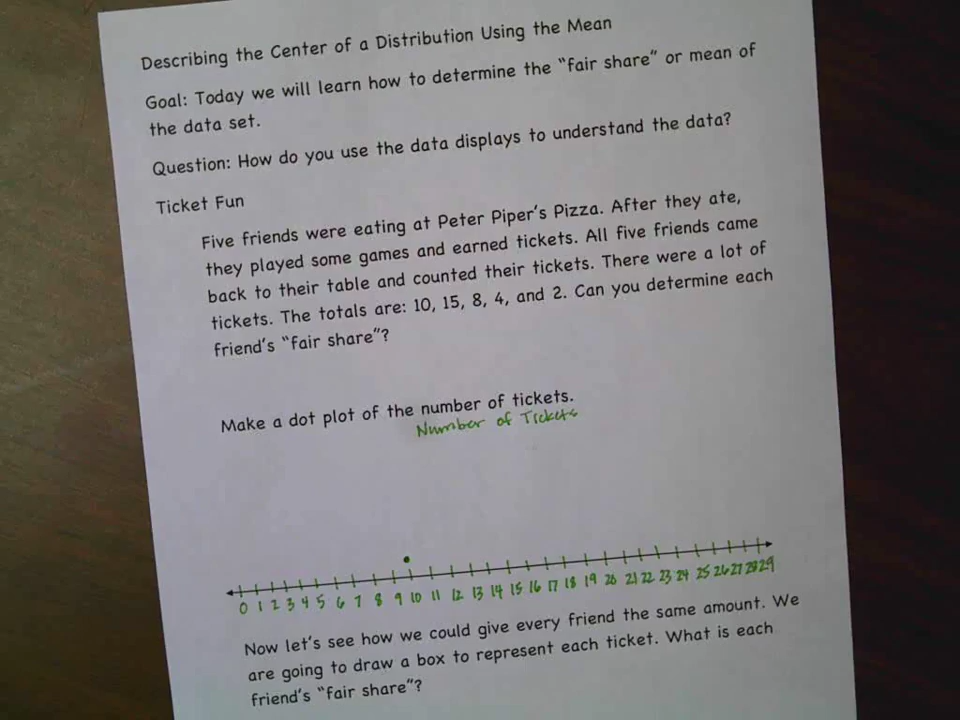 Describing the Center of a Distribution Using the Mean
Goal: Today we will learn how to determine the “fair share” or mean of
the data set.
Question: How do you use the data displays to understand the data?
Ticket Fun
Five friends were eating at Peter Piper’s Pizza. After they ate,
they played some games and earned tickets. All five friends came
back to their table and counted their tickets. There were a lot of
tickets. The totals are: 10, 15, 8, 4, and 2. Can you determine each
friend’s “fair share”?
Make a dot plot of the number of tickets.
Number of Tickets
0 1 2 3 4 5 6 7 8 9 10 11 12 13 14 15 16 17 18 19 20 21 22 23 24 25 26 27 28 29
Now let’s see how we could give every friend the same amount. We
are going to draw a box to represent each ticket. What is each
friend’s “fair share”?